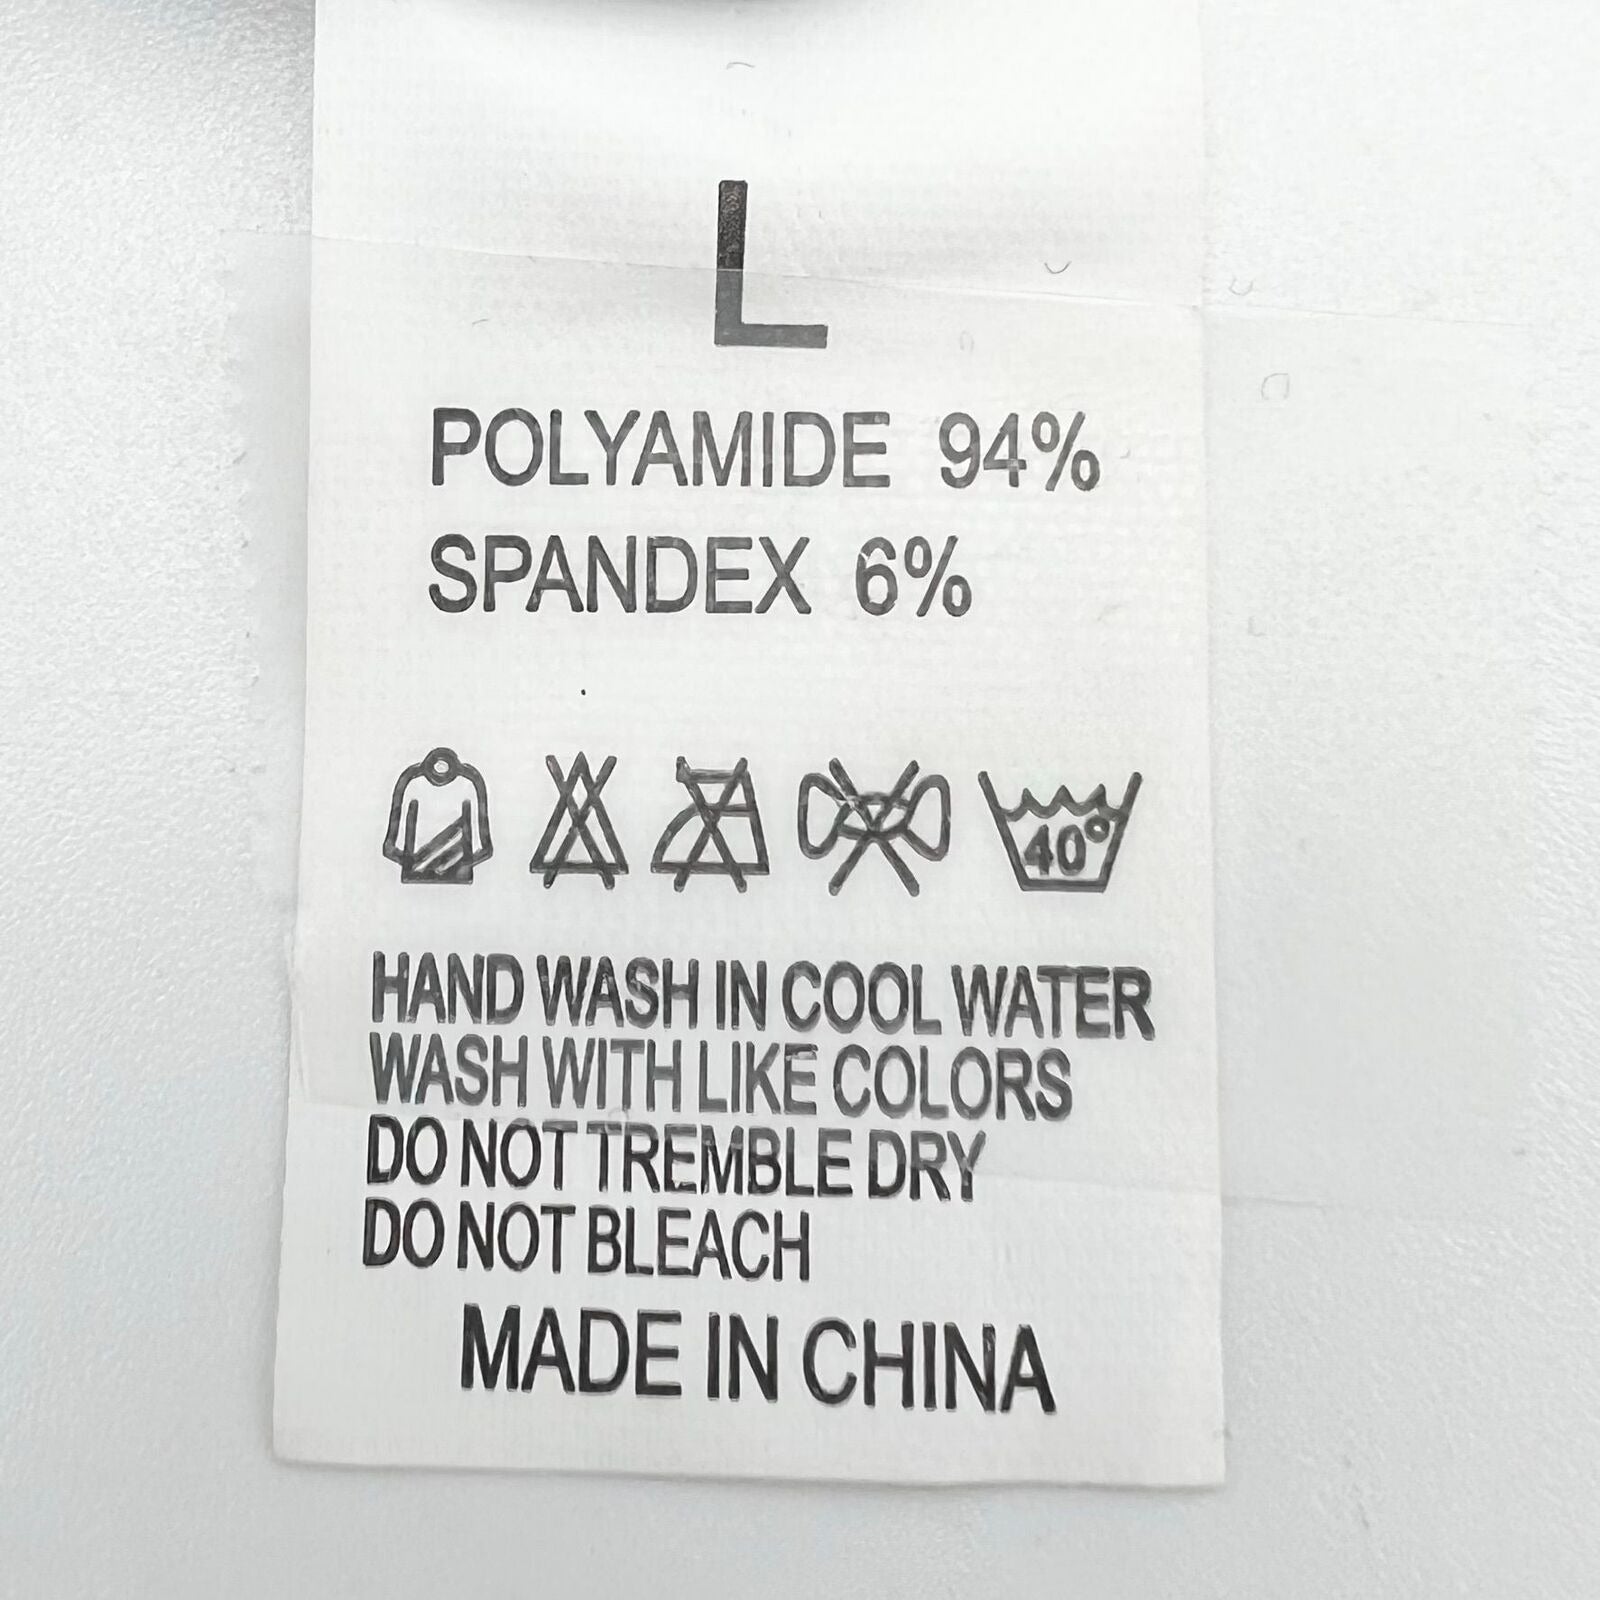 L
POLYAMIDE 94%
SPANDEX 6%
40°
HAND WASH IN COOL WATER
WASH WITH LIKE COLORS
DO NOT TREMBLE DRY
DO NOT BLEACH
MADE IN CHINA